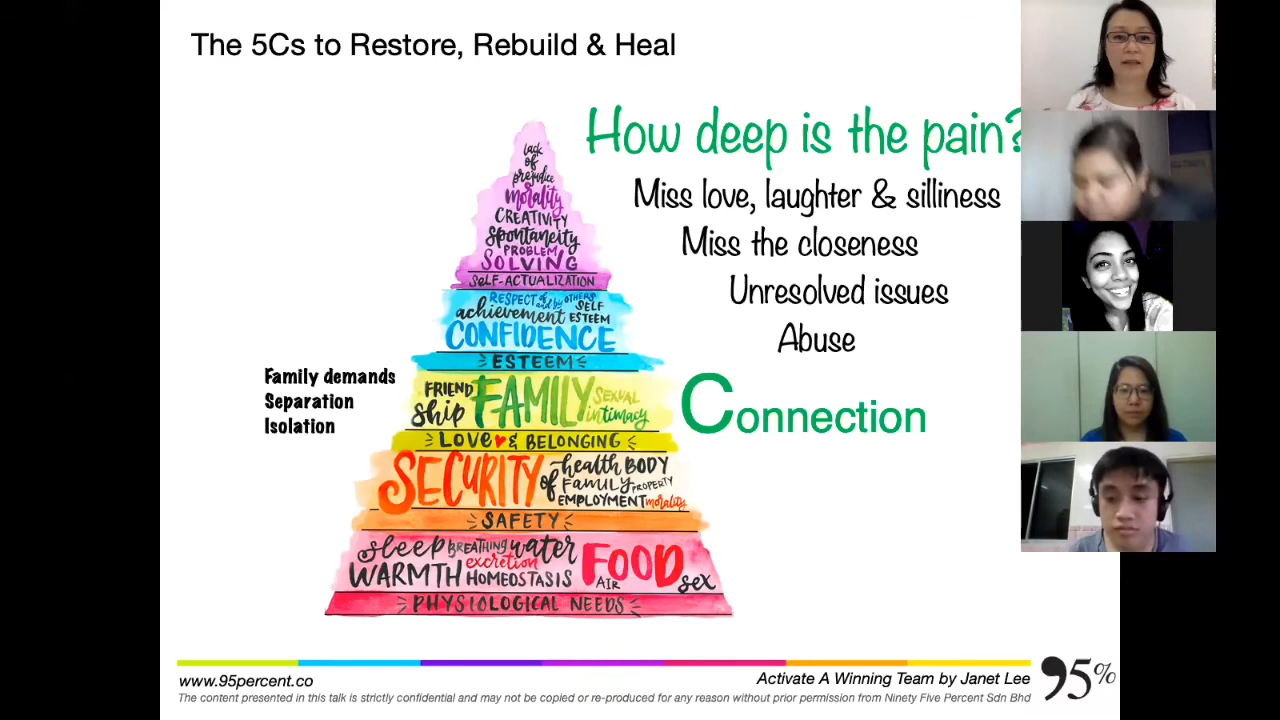 The 5Cs to Restore, Rebuild & Heal
How deep is the pain?
Miss love, laughter & silliness
Miss the closeness
Unresolved issues
Abuse
lack
of
prejudice
morality
CREATIVITY
spontaneity
PROBLEM
SOLVING
SELF-ACTUALIZATION
RESPECT of and by OTHERS
SELF
achievement ESTEEM
CONFIDENCE
ESTEEM
Family demands
Separation
Isolation
FRIEND
ship
FAMILY
SEXUAL
intimacy
LOVE & BELONGING
Connection
SECURITY
of
health BODY
FAMILY PROPERTY
EMPLOYMENT morality
SAFETY
sleep BREATHING water
excretion
WARMTH HOMEOSTASIS
FOOD
AIR
sex
PHYSIOLOGICAL NEEDS
www.95percent.co
Activate A Winning Team by Janet Lee
The content presented in this talk is strictly confidential and may not be copied or re-produced for any reason without prior permission from Ninety Five Percent Sdn Bhd
95%